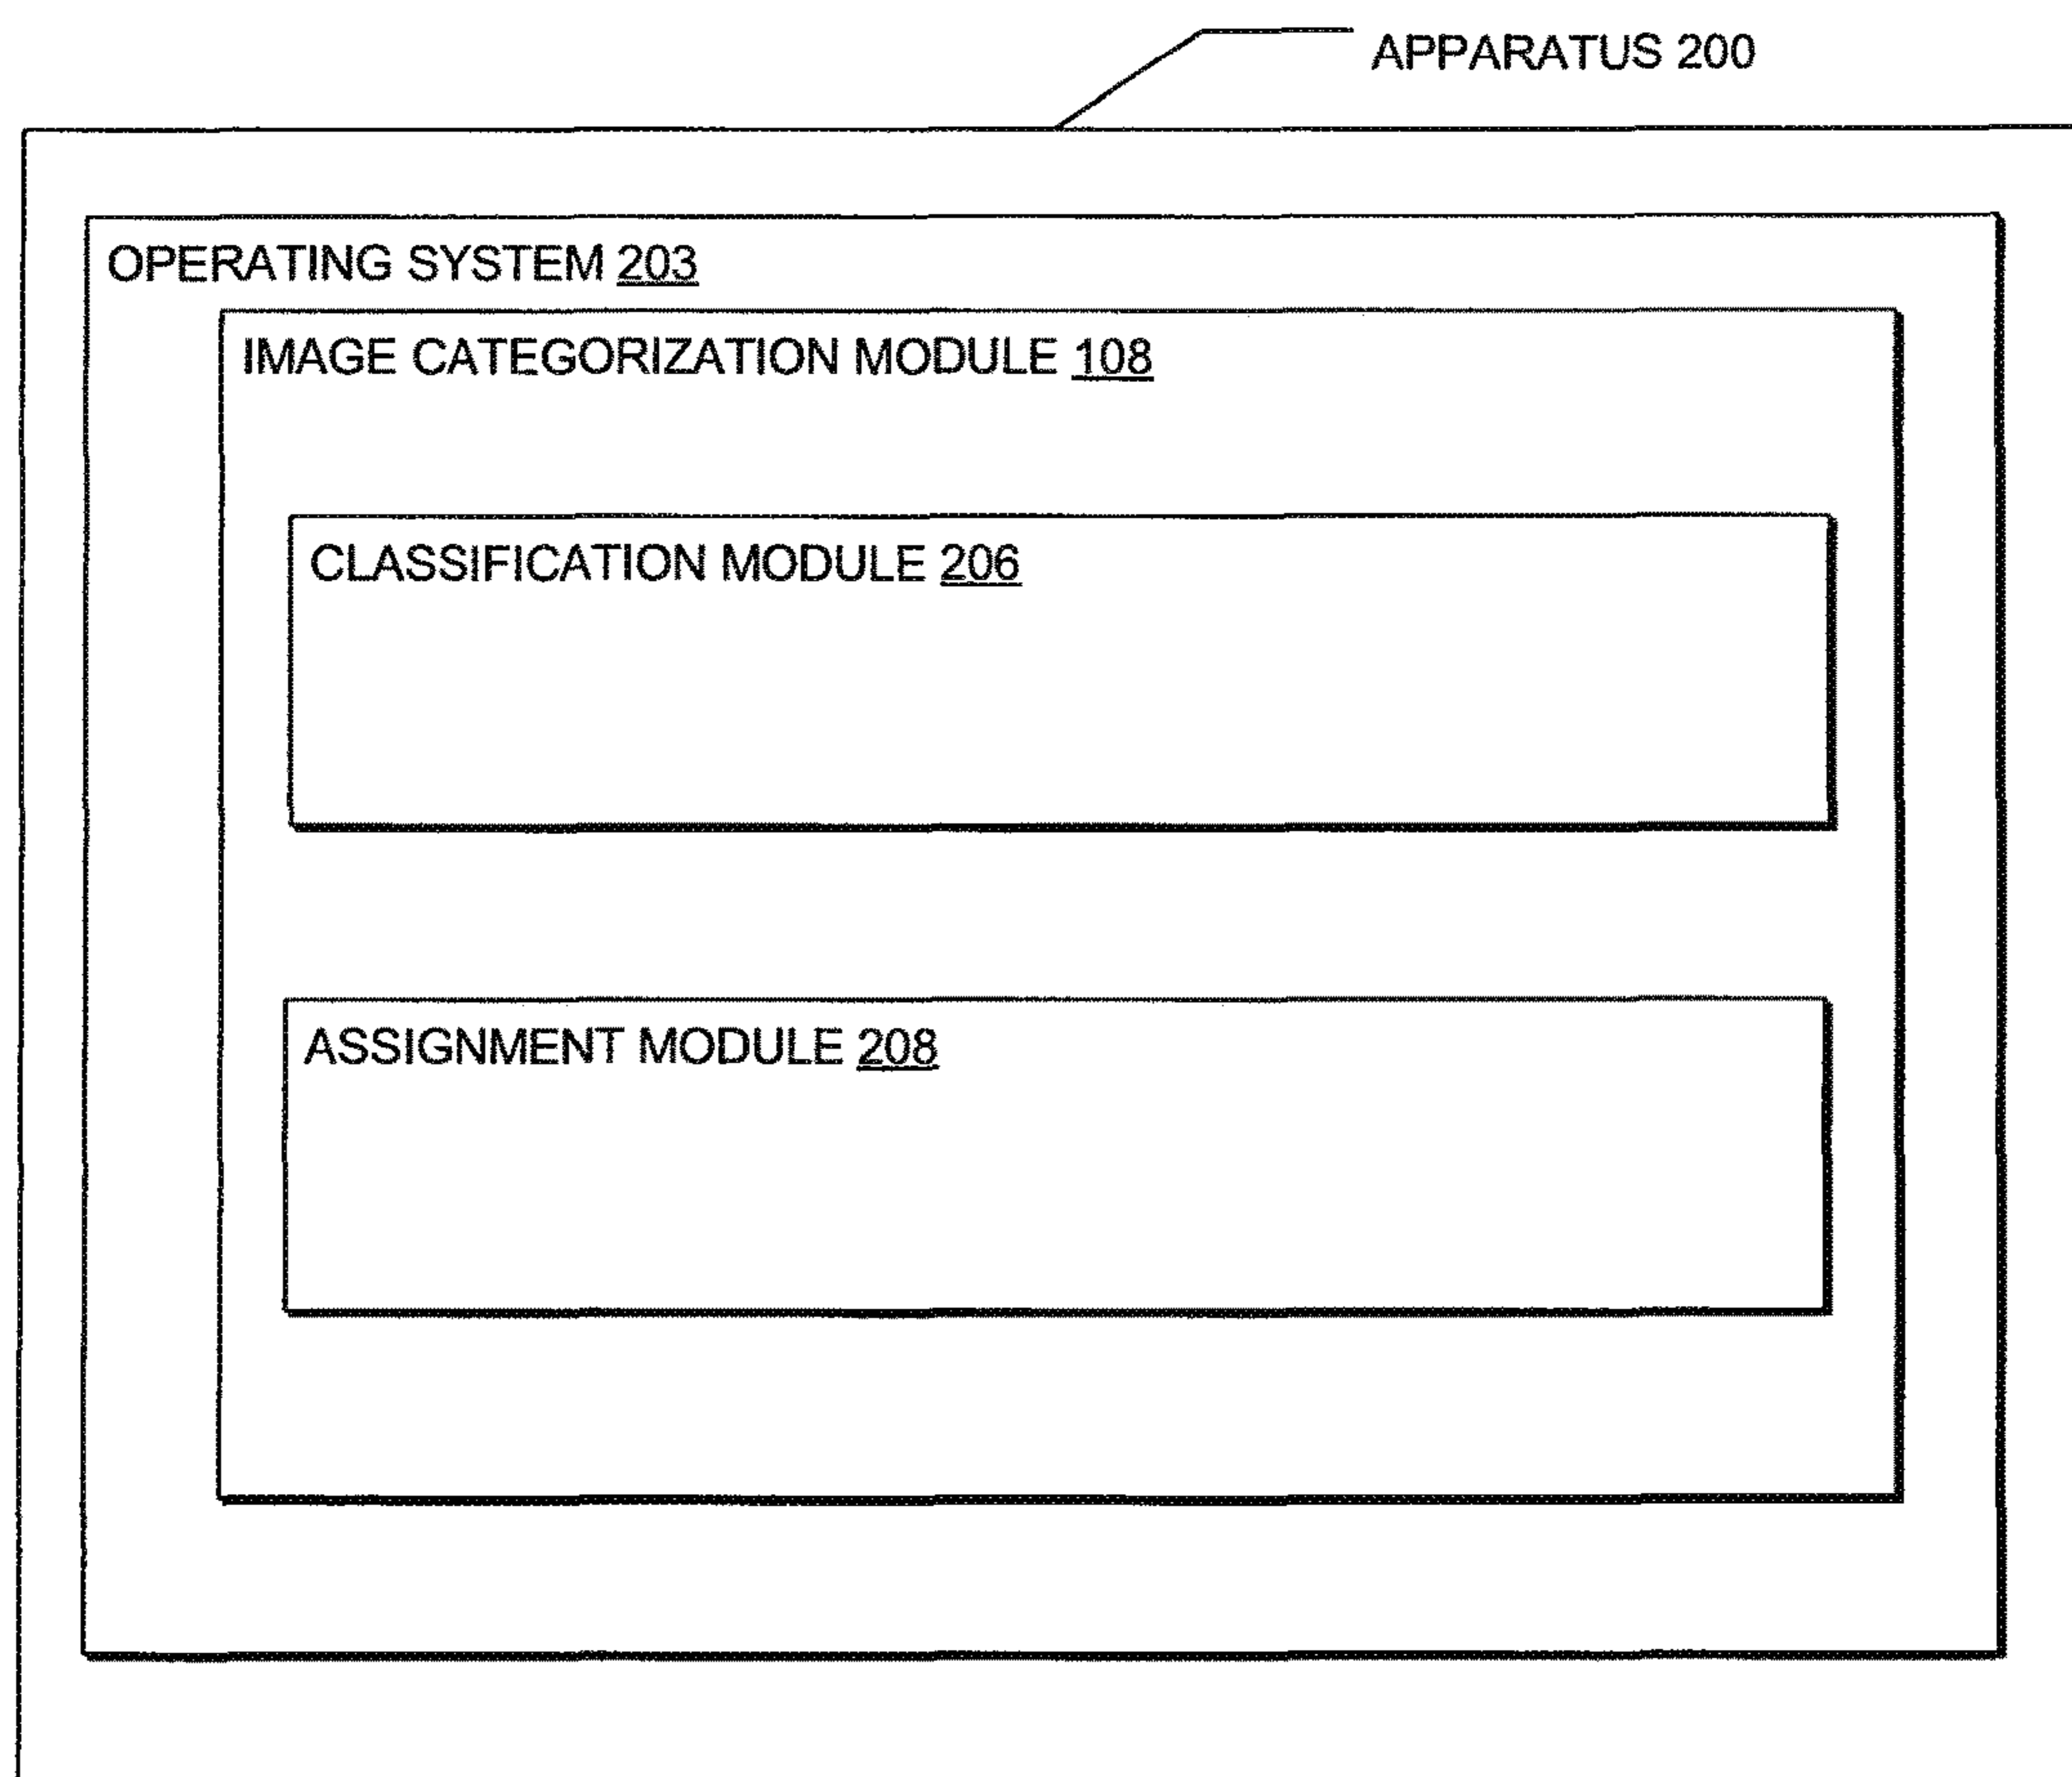 APPARATUS 200
OPERATING SYSTEM 203
IMAGE CATEGORIZATION MODULE 108
CLASSIFICATION MODULE 206
ASSIGNMENT MODULE 208